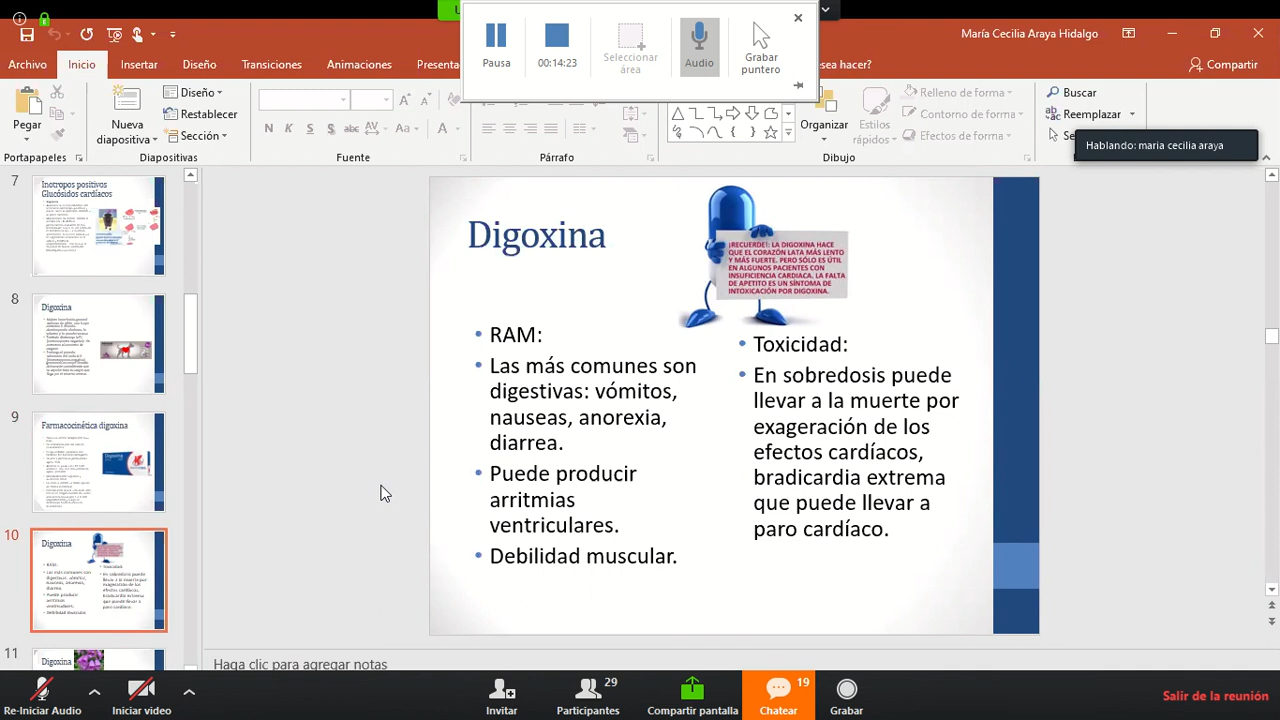 María Cecilia Araya Hidalgo
Archivo
Inicio
Insertar
Diseño
Transiciones
Animaciones
sea hacer?
Compartir
Pausa
00:14:23
Seleccionar
área
Audio
Grabar
puntero
Pegar
Nueva
diapositiva
Diseño
Restablecer
Sección
N K S abc AV Aa A
Organizar
Estilos
rápidos
Relleno de forma
Contorno de forma
Efectos de forma
Buscar
Reemplazar
Portapapeles
Diapositivas
Fuente
Párrafo
Dibujo
Hablando: maria cecilia araya
7
Inotropos positivos
Glucósidos cardíacos
8
Digoxina
9
Farmacocinética digoxina
10
Digoxina
11
Digoxina
Digoxina
¡RECUERDE!: LA DIGOXINA HACE
QUE EL CORAZÓN LATA MÁS LENTO
Y MÁS FUERTE. PERO SÓLO ES ÚTIL
EN ALGUNOS PACIENTES CON
INSUFICIENCIA CARDIACA. LA FALTA
DE APETITO ES UN SÍNTOMA DE
INTOXICACIÓN POR DIGOXINA.
• RAM:
• Las más comunes son
digestivas: vómitos,
nauseas, anorexia,
diarrea.
• Puede producir
arritmias
ventriculares.
• Debilidad muscular.
• Toxicidad:
• En sobredosis puede
llevar a la muerte por
exageración de los
efectos cardíacos,
bradicardia extrema
que puede llevar a
paro cardíaco.
Haga clic para agregar notas
Re-Iniciar Audio
Iniciar video
Invitar
29
Participantes
Compartir pantalla
19
Chatear
Grabar
Salir de la reunión